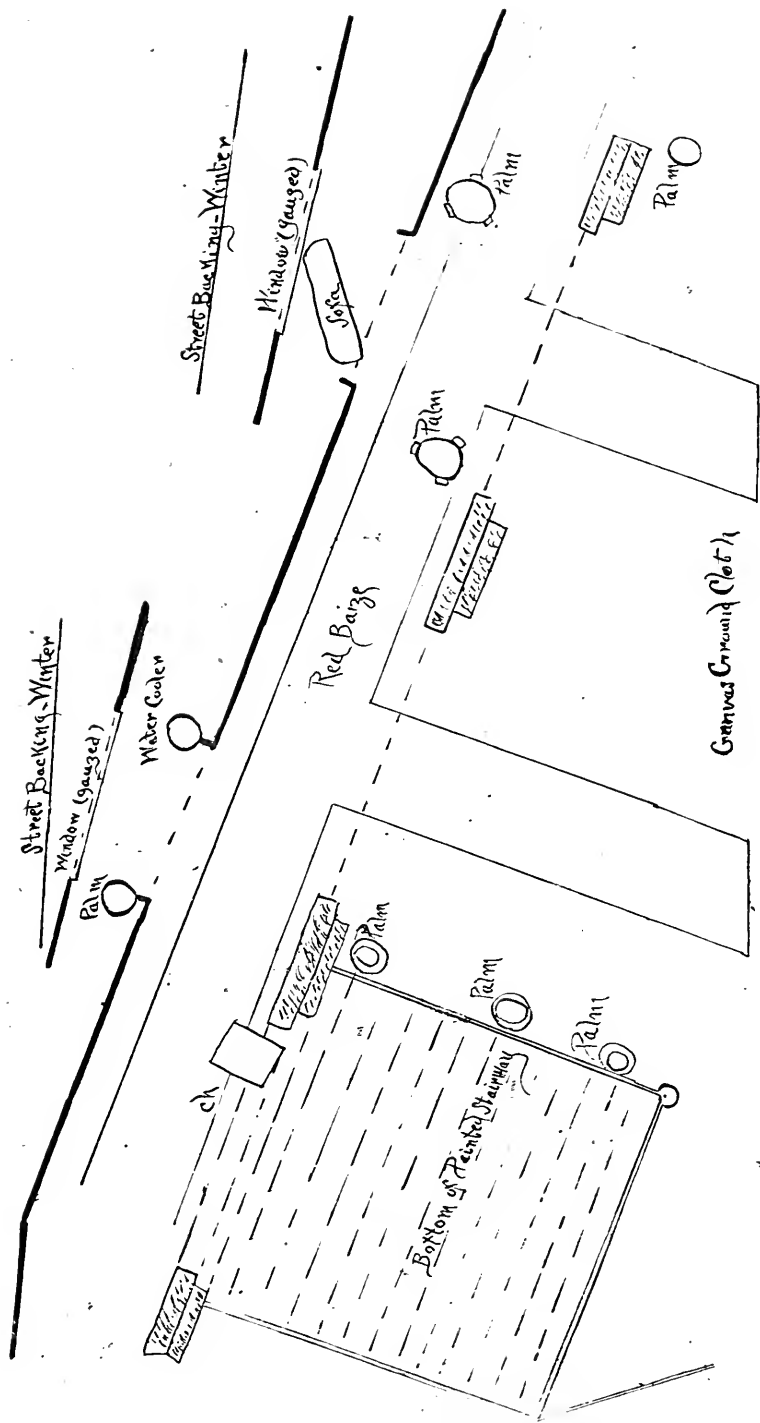 Street Backing-Winter
Window (gauzed)
Sofa
Palm
Palm
Palm
Street Backing-Winter
Window (gauzed)
Water Cooler
Palm
Red Baize
Canvas Ground Cloth
Ch
Palm
Palm
Palm
Bottom of Painted Stairway